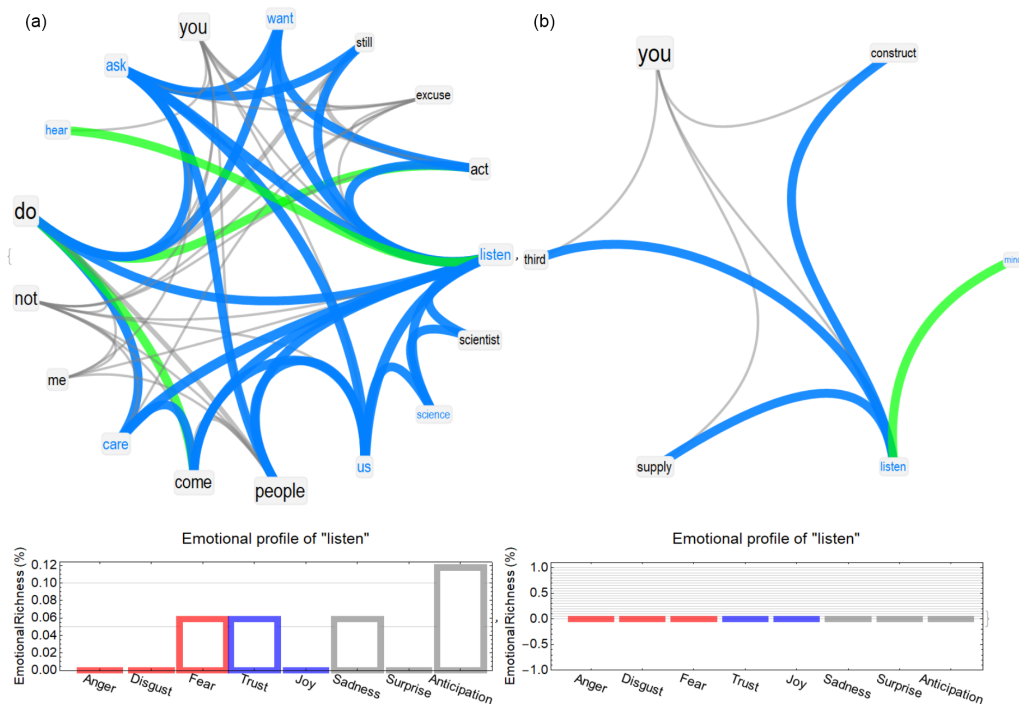 (a)
you
want
still
ask
excuse
hear
act
do
listen,
not
scientist
me
science
care
us
come
people
Emotional profile of "listen"
Emotional Richness (%)
0.12
0.10
0.08
0.06
0.04
0.02
0.00
Anger Disgust Fear Trust Joy Sadness Surprise Anticipation
(b)
you
construct
third
mind
supply
listen
Emotional profile of "listen"
Emotional Richness (%)
1.0
0.5
0.0
-0.5
-1.0
Anger Disgust Fear Trust Joy Sadness Surprise Anticipation